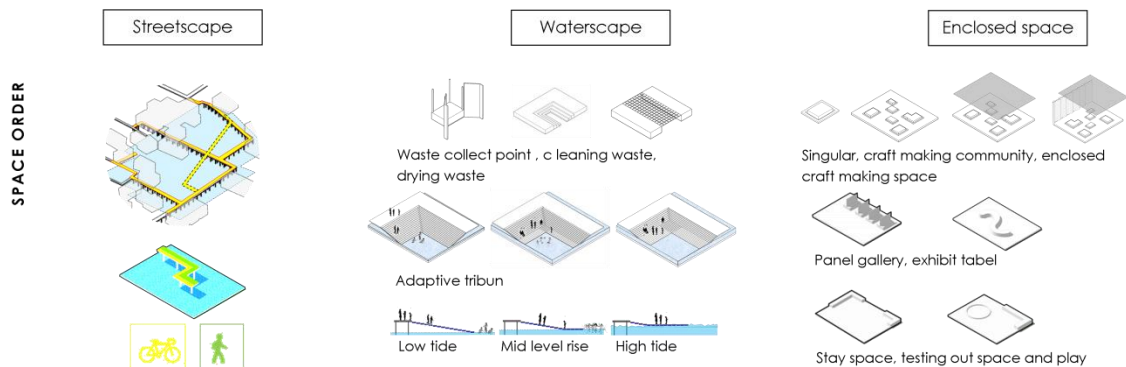 Streetscape
Waterscape
Enclosed space
SPACE ORDER
Waste collect point , c leaning waste,
drying waste
Singular, craft making community, enclosed
craft making space
Adaptive tribun
Panel gallery, exhibit tabel
Low tide
Mid level rise
High tide
Stay space, testing out space and play